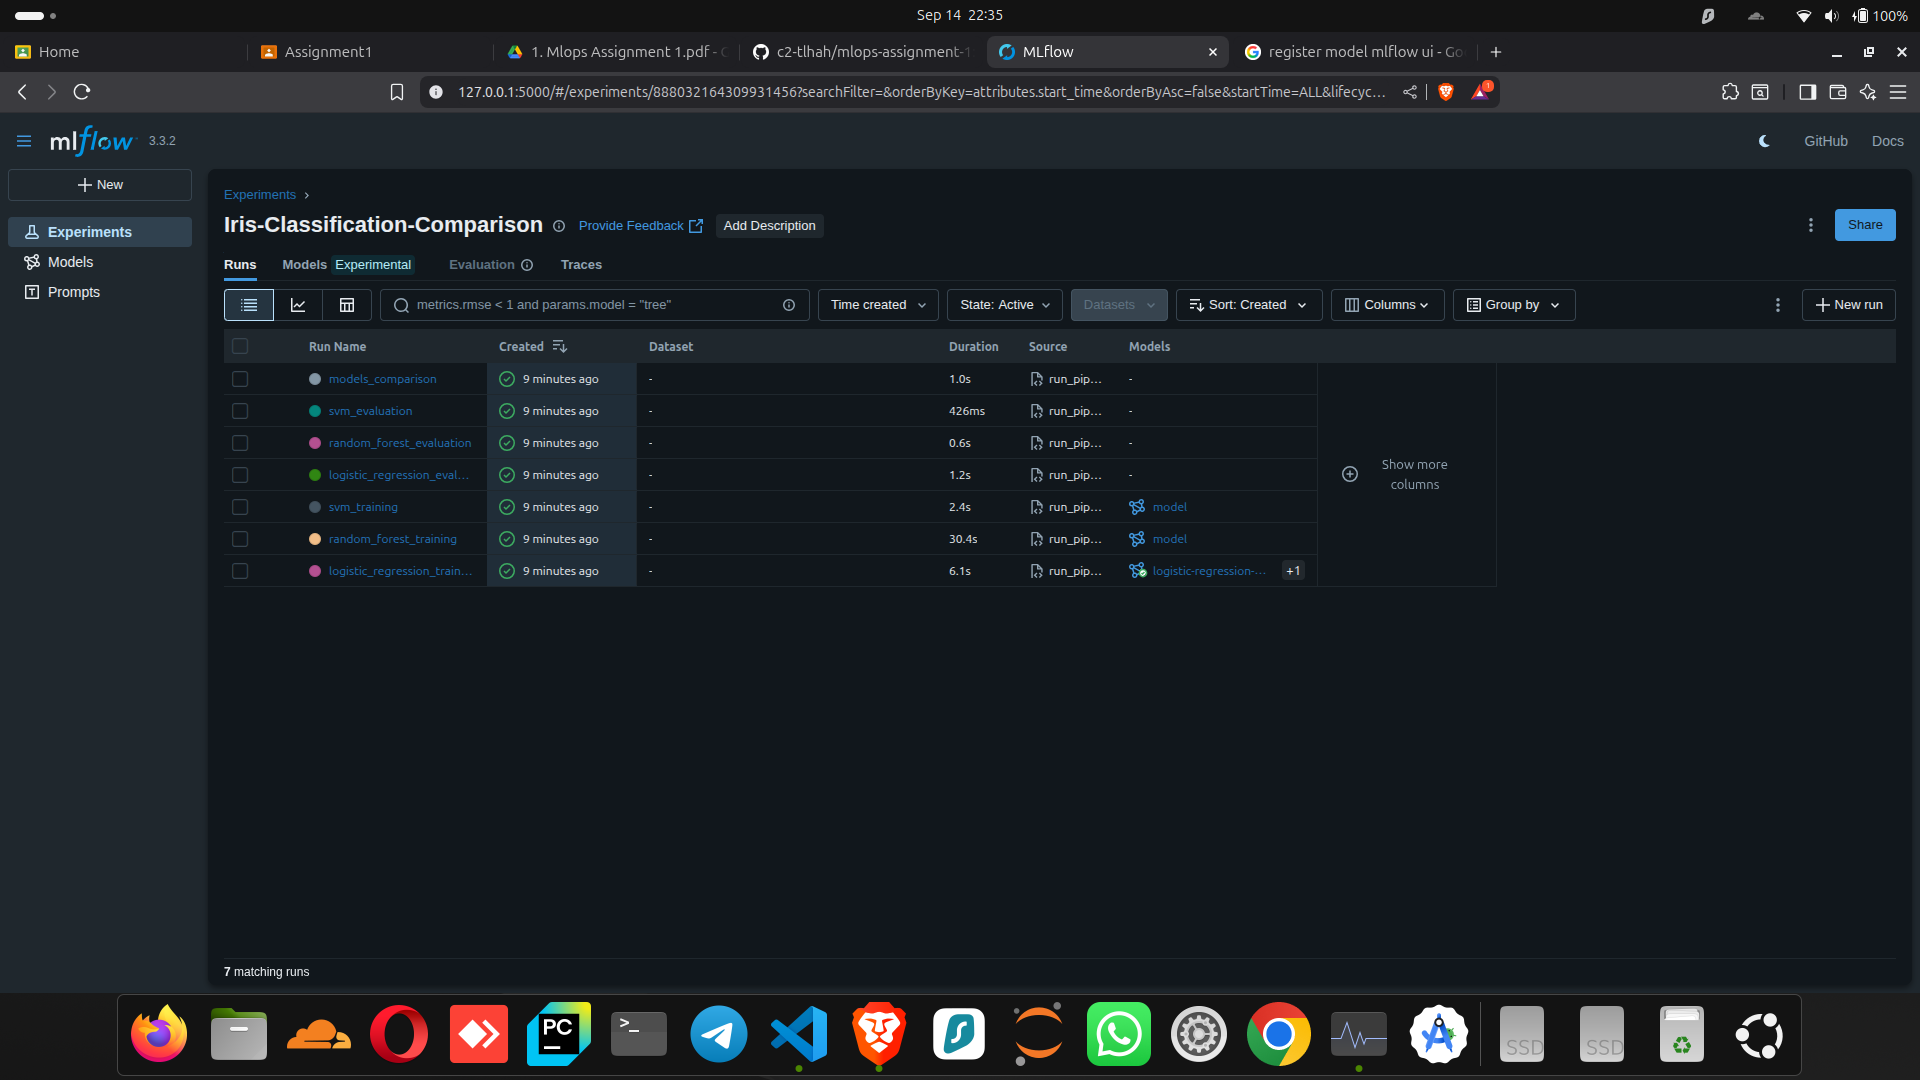 Sep 14 22:35
100%
Home
Assignment1
1. Mlops Assignment 1.pdf -
c2-tlhah/mlops-assignment-1
MLflow
register model mlflow ui - Go
127.0.0.1:5000/#/experiments/888032164309931456?searchFilter=&orderByKey=attributes.start_time&orderByAsc=false&startTime=ALL&lifecyc...
1
mlflow 3.3.2
GitHub
Docs
New
Experiments
Models
Prompts
Experiments
Iris-Classification-Comparison
Provide Feedback
Add Description
Share
Runs
Models Experimental
Evaluation
Traces
metrics.rmse < 1 and params.model = "tree"
Time created
State: Active
Datasets
Sort: Created
Columns
Group by
New run
Run Name Created Dataset Duration Source Models
models_comparison 9 minutes ago - 1.0s run_pip... -
svm_evaluation 9 minutes ago - 426ms run_pip... -
random_forest_evaluation 9 minutes ago - 0.6s run_pip... -
logistic_regression_eval... 9 minutes ago - 1.2s run_pip... -
svm_training 9 minutes ago - 2.4s run_pip... model
random_forest_training 9 minutes ago - 30.4s run_pip... model
logistic_regression_train... 9 minutes ago - 6.1s run_pip... logistic-regression-... +1
Show more
columns
7 matching runs
PC
>_
SSD
SSD